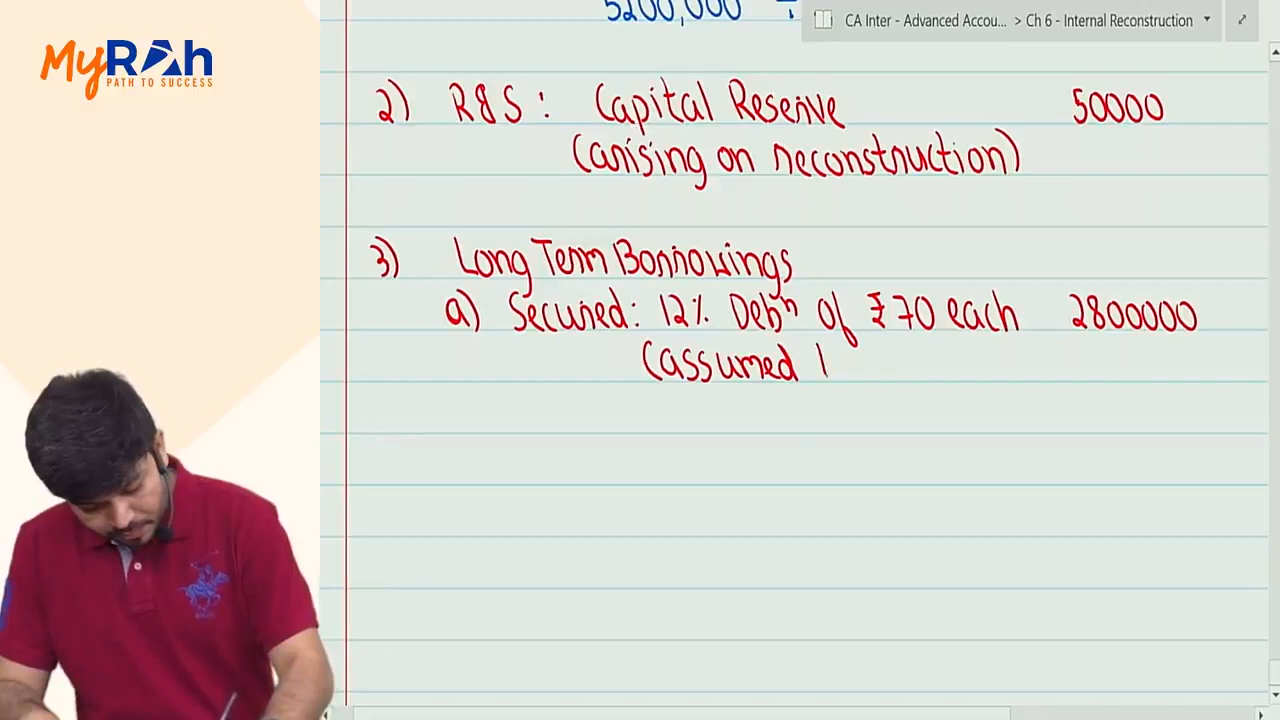 5200,000
CA Inter - Advanced Accou... > Ch 6 - Internal Reconstruction
MyRAh
PATH TO SUCCESS
2) R&S : Capital Reserve 50000
(arising on reconstruction)
3) Long Term Borrowings
a) Secured: 12% Debⁿ of ₹70 each 2800000
(assumed